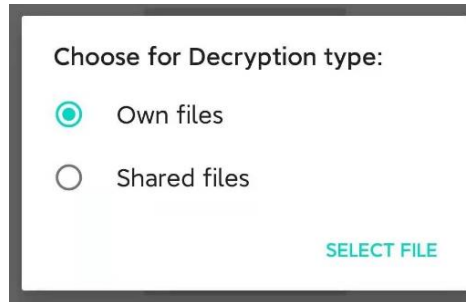 Choose for Decryption type:
Own files
Shared files
SELECT FILE